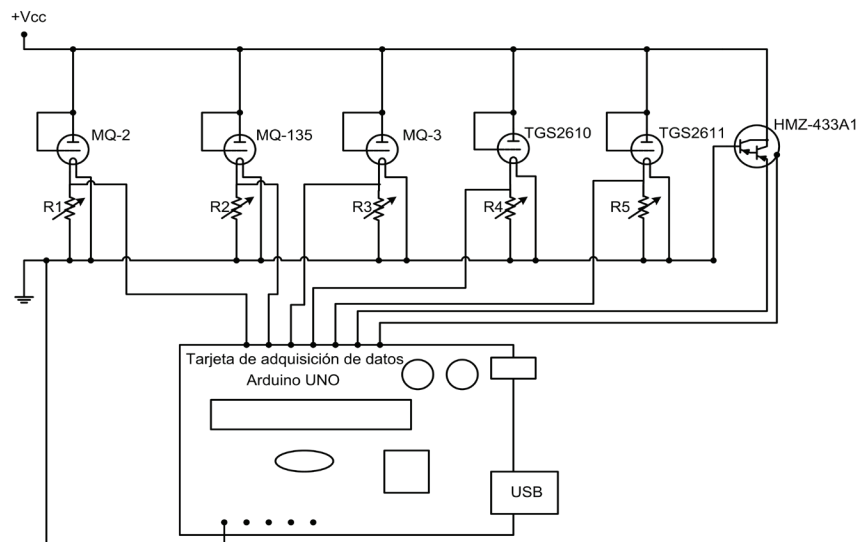 +Vcc
MQ-2
MQ-135
MQ-3
TGS2610
TGS2611
HMZ-433A1
R1
R2
R3
R4
R5
Tarjeta de adquisición de datos
Arduino UNO
USB